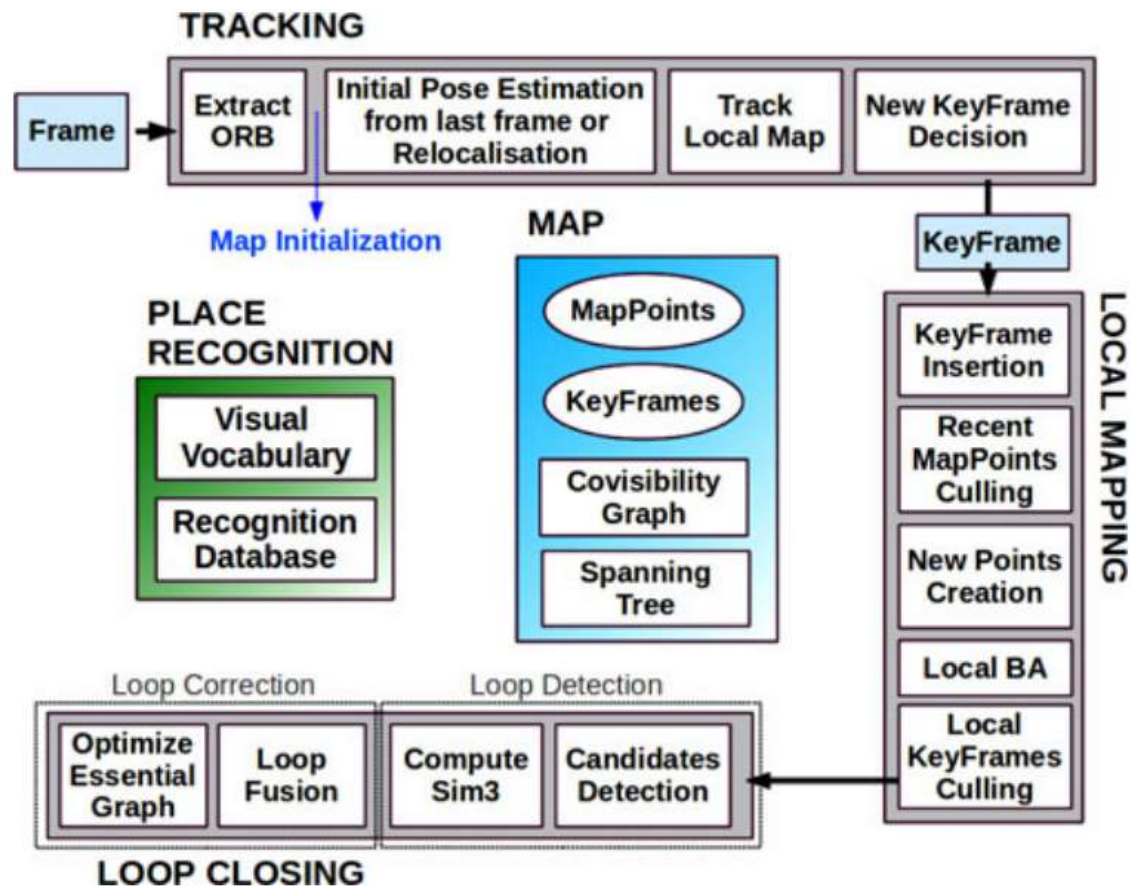 TRACKING
Frame
Extract
ORB
Initial Pose Estimation
from last frame or
Relocalisation
Track
Local Map
New KeyFrame
Decision
Map Initialization
MAP
KeyFrame
PLACE
RECOGNITION
Visual
Vocabulary
Recognition
Database
MapPoints
KeyFrames
Covisibility
Graph
Spanning
Tree
LOCAL MAPPING
KeyFrame
Insertion
Recent
MapPoints
Culling
New Points
Creation
Local BA
Local
KeyFrames
Culling
Loop Correction
Loop Detection
Optimize
Essential
Graph
Loop
Fusion
Compute
Sim3
Candidates
Detection
LOOP CLOSING